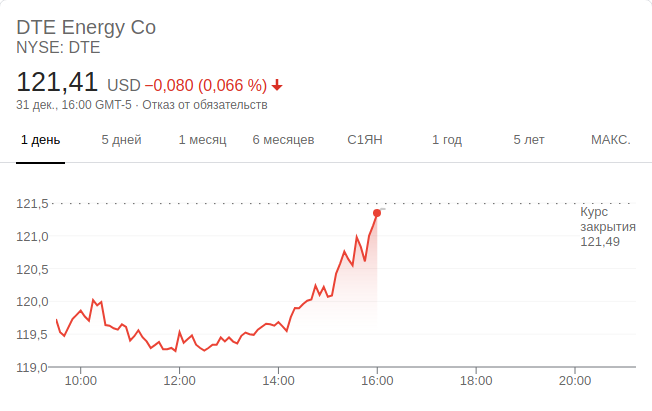 DTE Energy Co
NYSE: DTE
121,41 USD −0,080 (0,066 %)
31 дек., 16:00 GMT-5 · Отказ от обязательств
1 день 5 дней 1 месяц 6 месяцев С1ЯН 1 год 5 лет МАКС.
121,5
Курс
закрытия
121,49
121,0
120,5
120,0
119,5
119,0
10:00 12:00 14:00 16:00 18:00 20:00